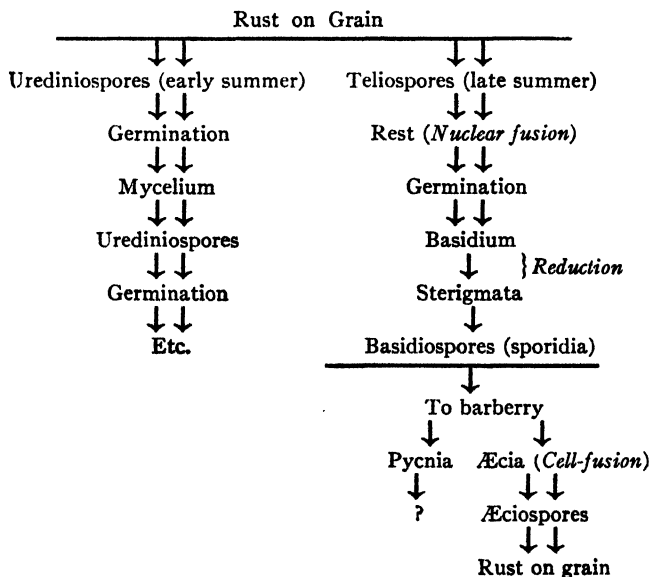 Rust on Grain
Urediniospores (early summer)
Teliospores (late summer)
Germination
Rest (Nuclear fusion)
Mycelium
Germination
Urediniospores
Basidium
} Reduction
Germination
Sterigmata
Etc.
Basidiospores (sporidia)
To barberry
Pycnia
Æcia (Cell-fusion)
?
Æciospores
Rust on grain